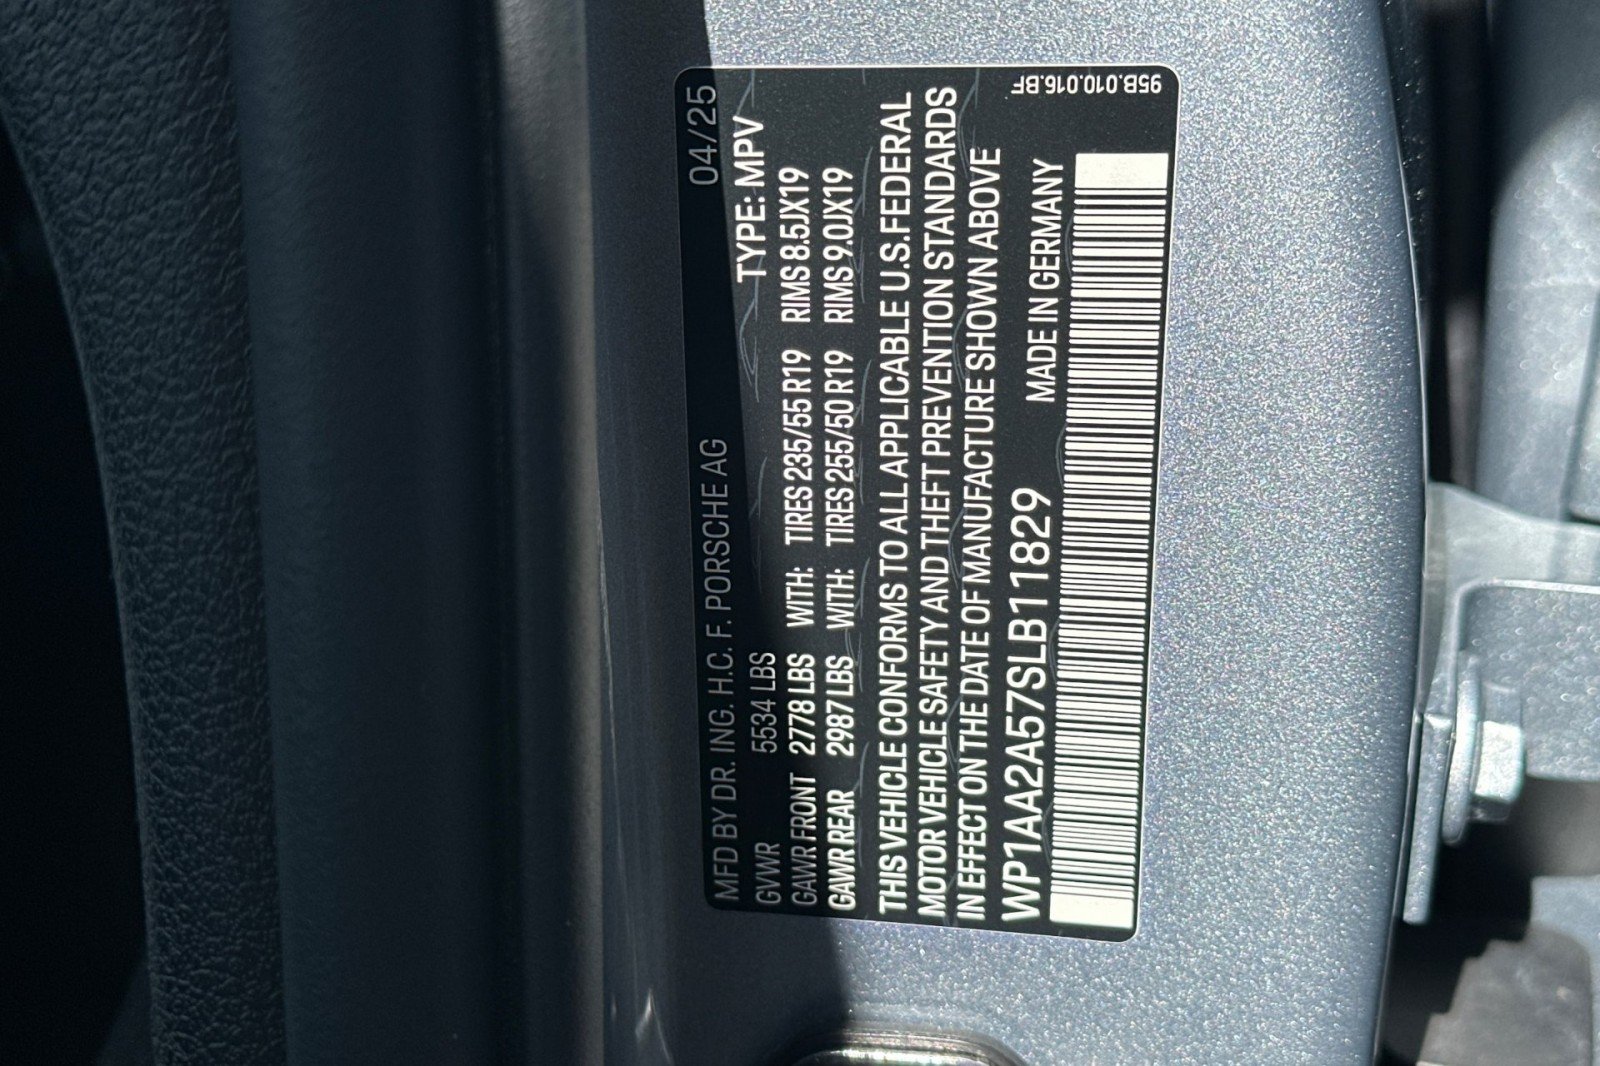 MFD BY DR. ING. H.C. F. PORSCHE AG 04/25
GVWR 5534 LBS TYPE: MPV
GAWR FRONT 2778 LBS WITH: TIRES 235/55 R19 RIMS 8.5JX19
GAWR REAR 2987 LBS WITH: TIRES 255/50 R19 RIMS 9.0JX19
THIS VEHICLE CONFORMS TO ALL APPLICABLE U.S.FEDERAL
MOTOR VEHICLE SAFETY AND THEFT PREVENTION STANDARDS
IN EFFECT ON THE DATE OF MANUFACTURE SHOWN ABOVE
WP1AA2A57SLB11829 MADE IN GERMANY
95B.010.016.BF